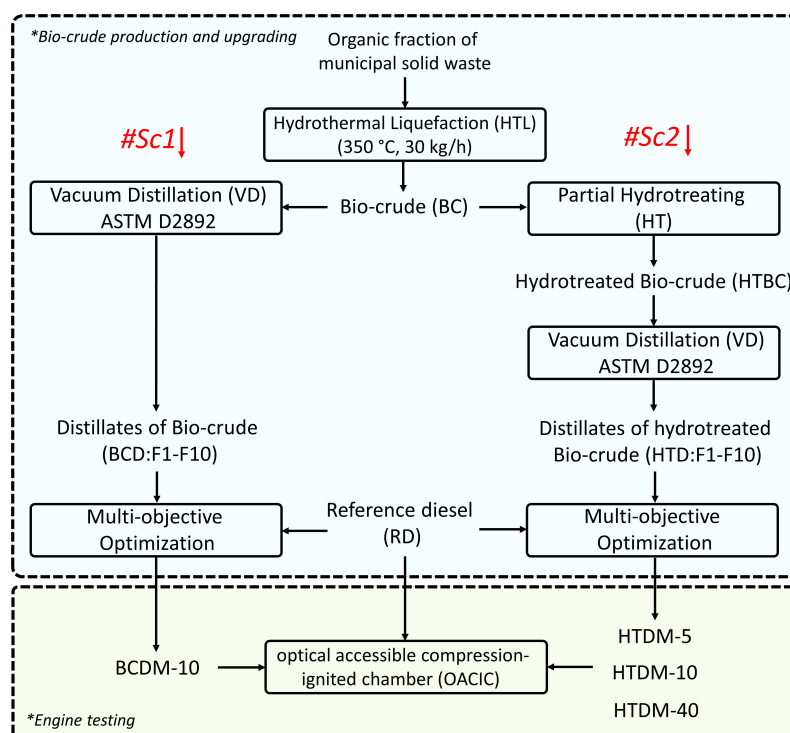 *Bio-crude production and upgrading
Organic fraction of
municipal solid waste
#Sc1
Hydrothermal Liquefaction (HTL)
(350 °C, 30 kg/h)
#Sc2
Vacuum Distillation (VD)
ASTM D2892
Bio-crude (BC)
Partial Hydrotreating
(HT)
Hydrotreated Bio-crude (HTBC)
Vacuum Distillation (VD)
ASTM D2892
Distillates of Bio-crude
(BCD:F1-F10)
Distillates of hydrotreated
Bio-crude (HTD:F1-F10)
Multi-objective
Optimization
Reference diesel
(RD)
Multi-objective
Optimization
BCDM-10
optical accessible compression-
ignited chamber (OACIC)
HTDM-5
HTDM-10
HTDM-40
*Engine testing